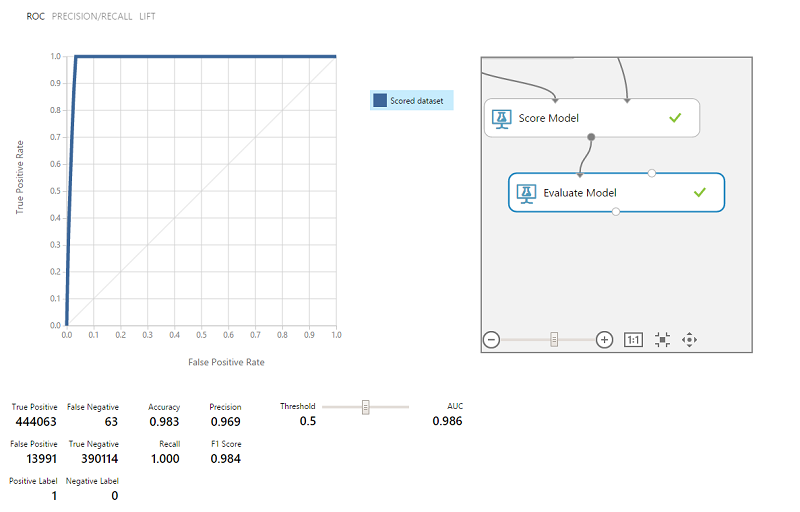 ROC PRECISION/RECALL LIFT
1.0
0.9
0.8
0.7
0.6
0.5
0.4
0.3
0.2
0.1
0.0
True Positive Rate
0.0 0.1 0.2 0.3 0.4 0.5 0.6 0.7 0.8 0.9 1.0
False Positive Rate
Scored dataset
Score Model
Evaluate Model
1:1
True Positive False Negative Accuracy Precision Threshold AUC
444063 63 0.983 0.969 0.5 0.986
False Positive True Negative Recall F1 Score
13991 390114 1.000 0.984
Positive Label Negative Label
1 0